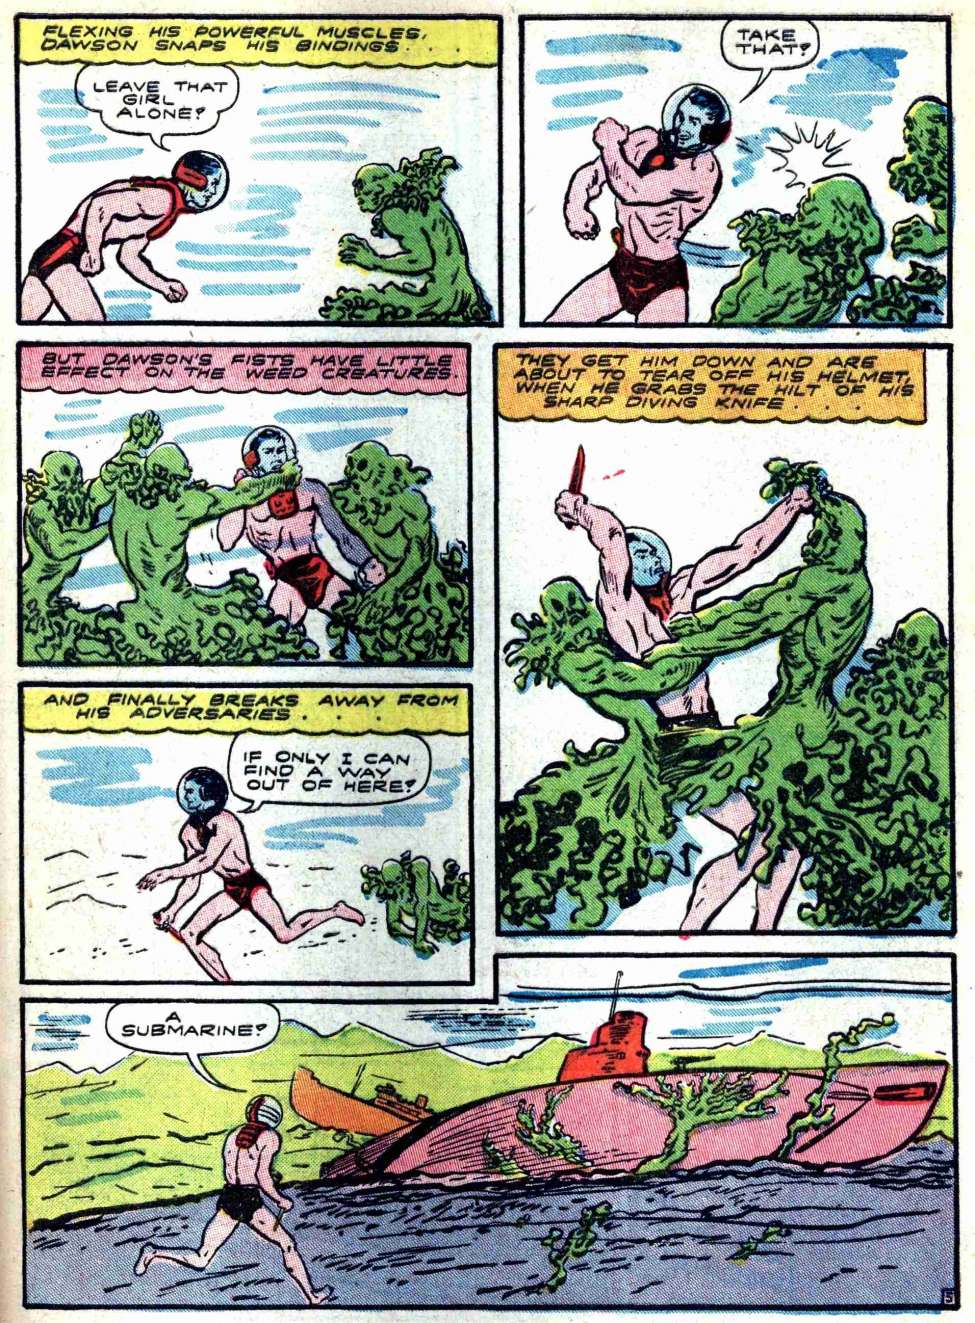 FLEXING HIS POWERFUL MUSCLES,
DAWSON SNAPS HIS BINDINGS . . .
LEAVE THAT
GIRL
ALONE?
TAKE
THAT?
BUT DAWSON'S FISTS HAVE LITTLE
EFFECT ON THE WEED CREATURES.
THEY GET HIM DOWN AND ARE
ABOUT TO TEAR OFF HIS HELMET,
WHEN HE GRABS THE HILT OF HIS
SHARP DIVING KNIFE . . . .
AND FINALLY BREAKS AWAY FROM
HIS ADVERSARIES . . .
IF ONLY I CAN
FIND A WAY
OUT OF HERE?
A
SUBMARINE?
5